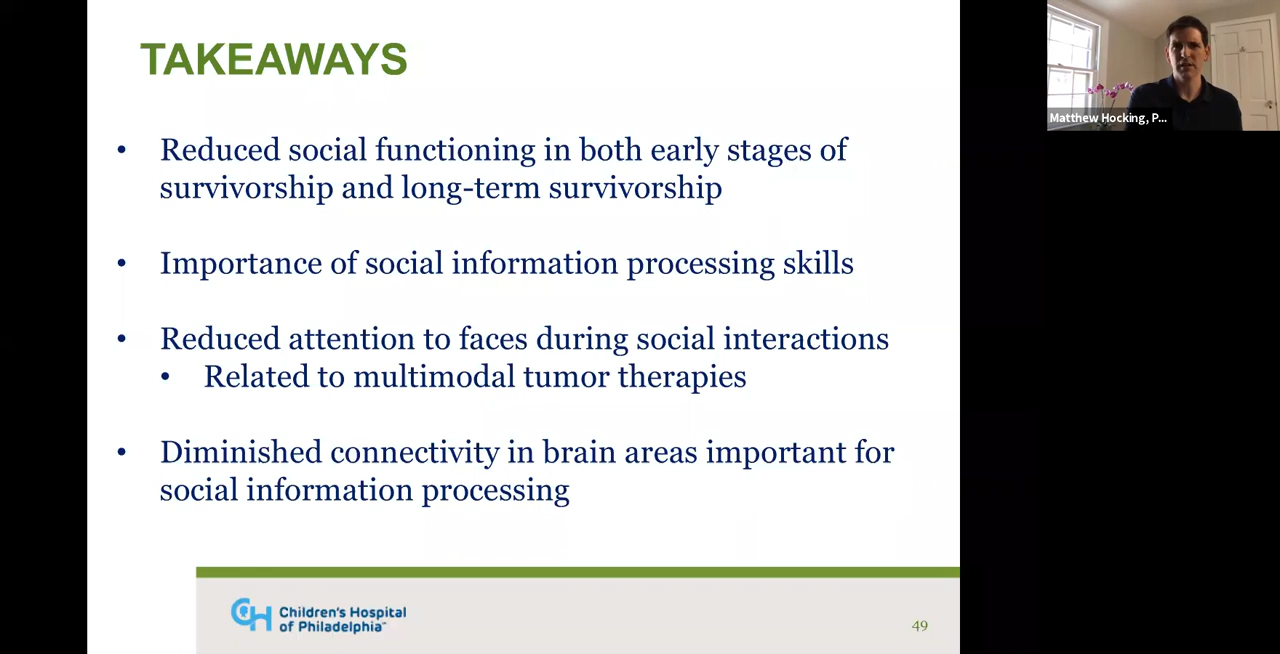 TAKEAWAYS
• Reduced social functioning in both early stages of
survivorship and long-term survivorship
• Importance of social information processing skills
• Reduced attention to faces during social interactions
• Related to multimodal tumor therapies
• Diminished connectivity in brain areas important for
social information processing
Children's Hospital
of Philadelphia
49
Matthew Hocking, P...